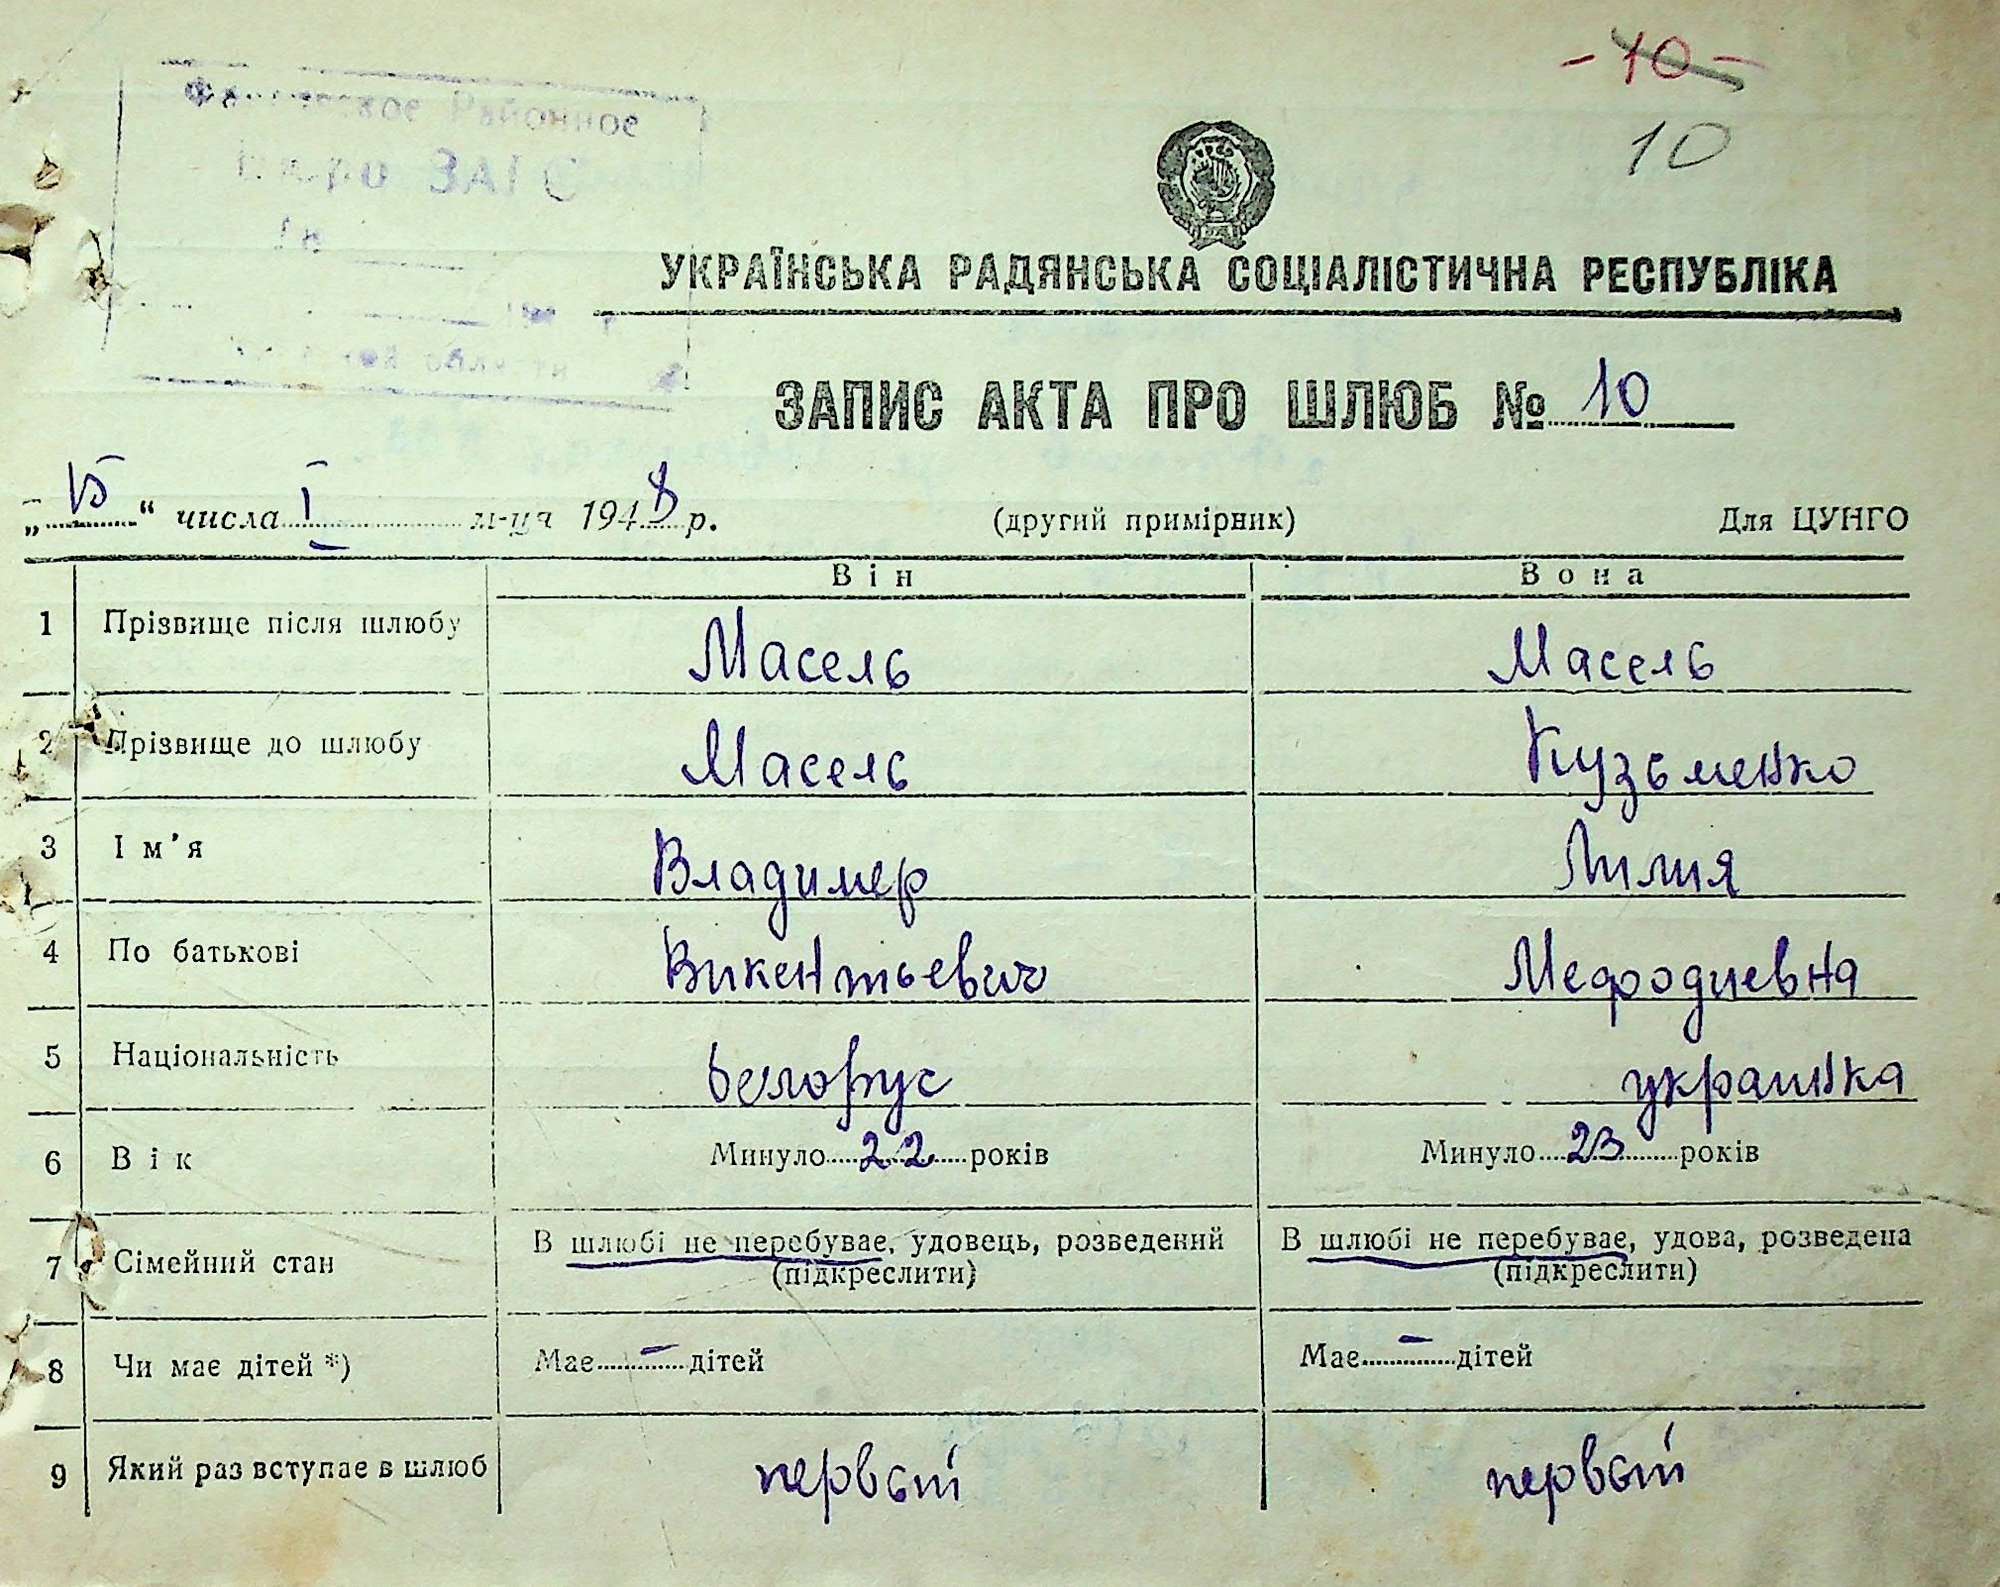 - 10 -
10
Районное
Бюро ЗАГС
УКРАЇНСЬКА РАДЯНСЬКА СОЦІАЛІСТИЧНА РЕСПУБЛІКА
ЗАПИС АКТА ПРО ШЛЮБ № 10
„15“ числа I м-ця 1948 р. (другий примірник) Для ЦУНГО
Він Вона
1 Прізвище після шлюбу Масель Масель
2 Прізвище до шлюбу Масель Кузьменко
3 Ім’я Владимер Лилия
4 По батькові Викентьевич Мефодиевна
5 Національність белорус украинка
6 Вік Минуло 22 років Минуло 23 років
7 Сімейний стан В шлюбі не перебуває, удовець, розведений (підкреслити) В шлюбі не перебуває, удова, розведена (підкреслити)
8 Чи має дітей *) Має – дітей Має – дітей
9 Який раз вступає в шлюб первый первый